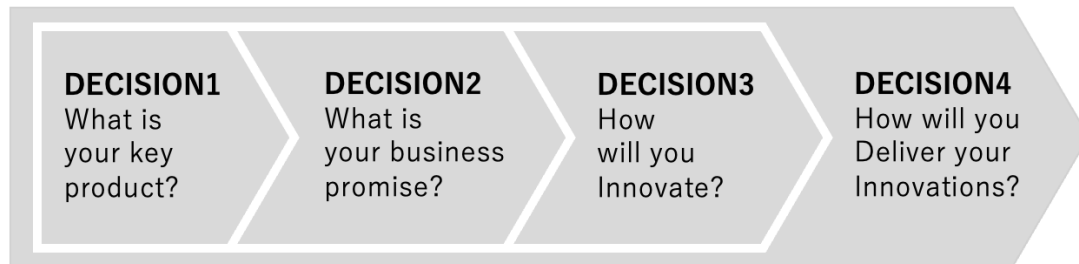 DECISION1
What is
your key
product?
DECISION2
What is
your business
promise?
DECISION3
How
will you
Innovate?
DECISION4
How will you
Deliver your
Innovations?